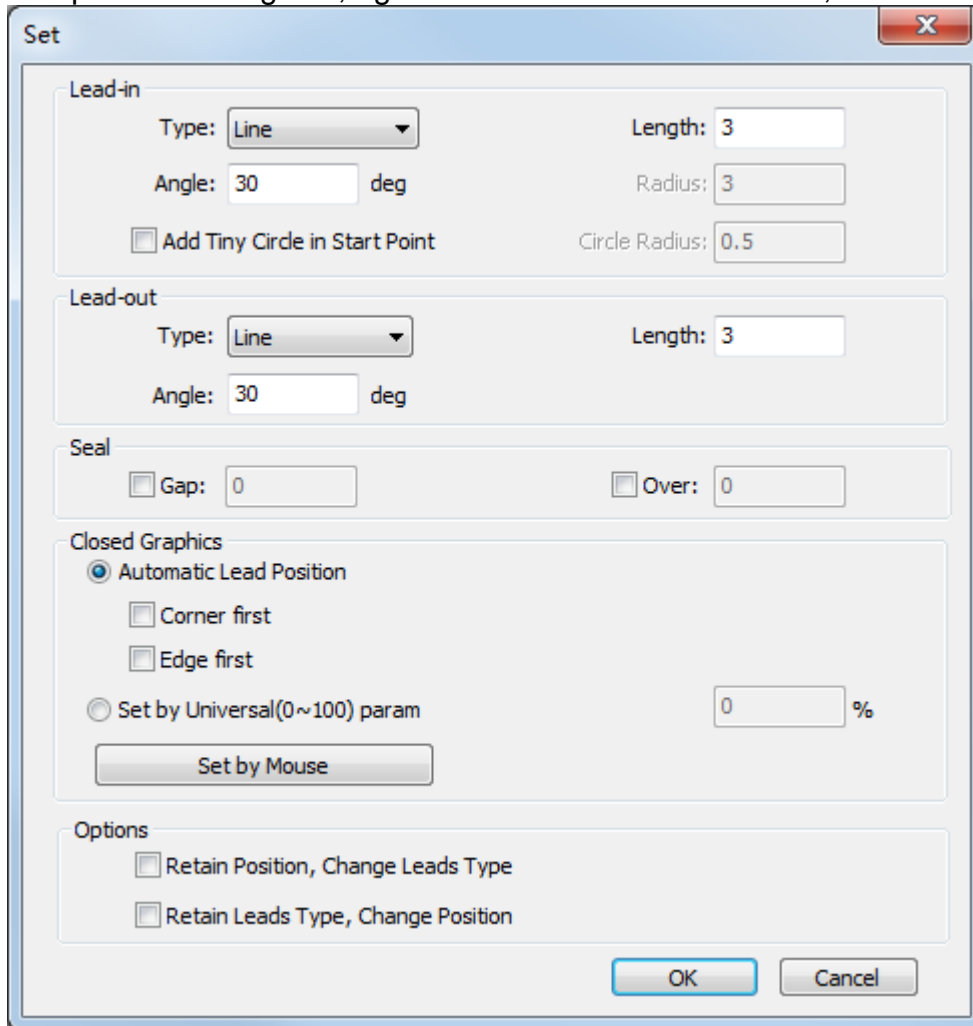 Set
Lead-in
Type: Line Length: 3
Angle: 30 deg Radius: 3
Add Tiny Circle in Start Point Circle Radius: 0.5
Lead-out
Type: Line Length: 3
Angle: 30 deg
Seal
Gap: 0 Over: 0
Closed Graphics
Automatic Lead Position
Corner first
Edge first
Set by Universal(0~100) param 0 %
Set by Mouse
Options
Retain Position, Change Leads Type
Retain Leads Type, Change Position
OK Cancel